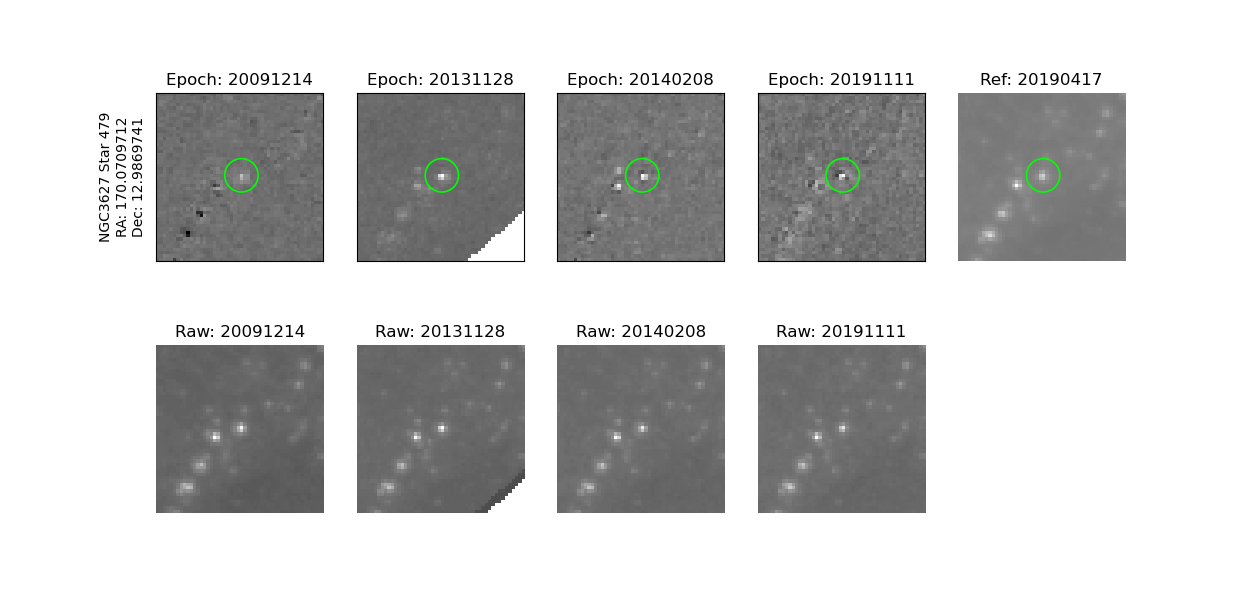 Epoch: 20091214
Epoch: 20131128
Epoch: 20140208
Epoch: 20191111
Ref: 20190417
NGC3627 Star 479
RA: 170.0709712
Dec: 12.9869741
Raw: 20091214
Raw: 20131128
Raw: 20140208
Raw: 20191111